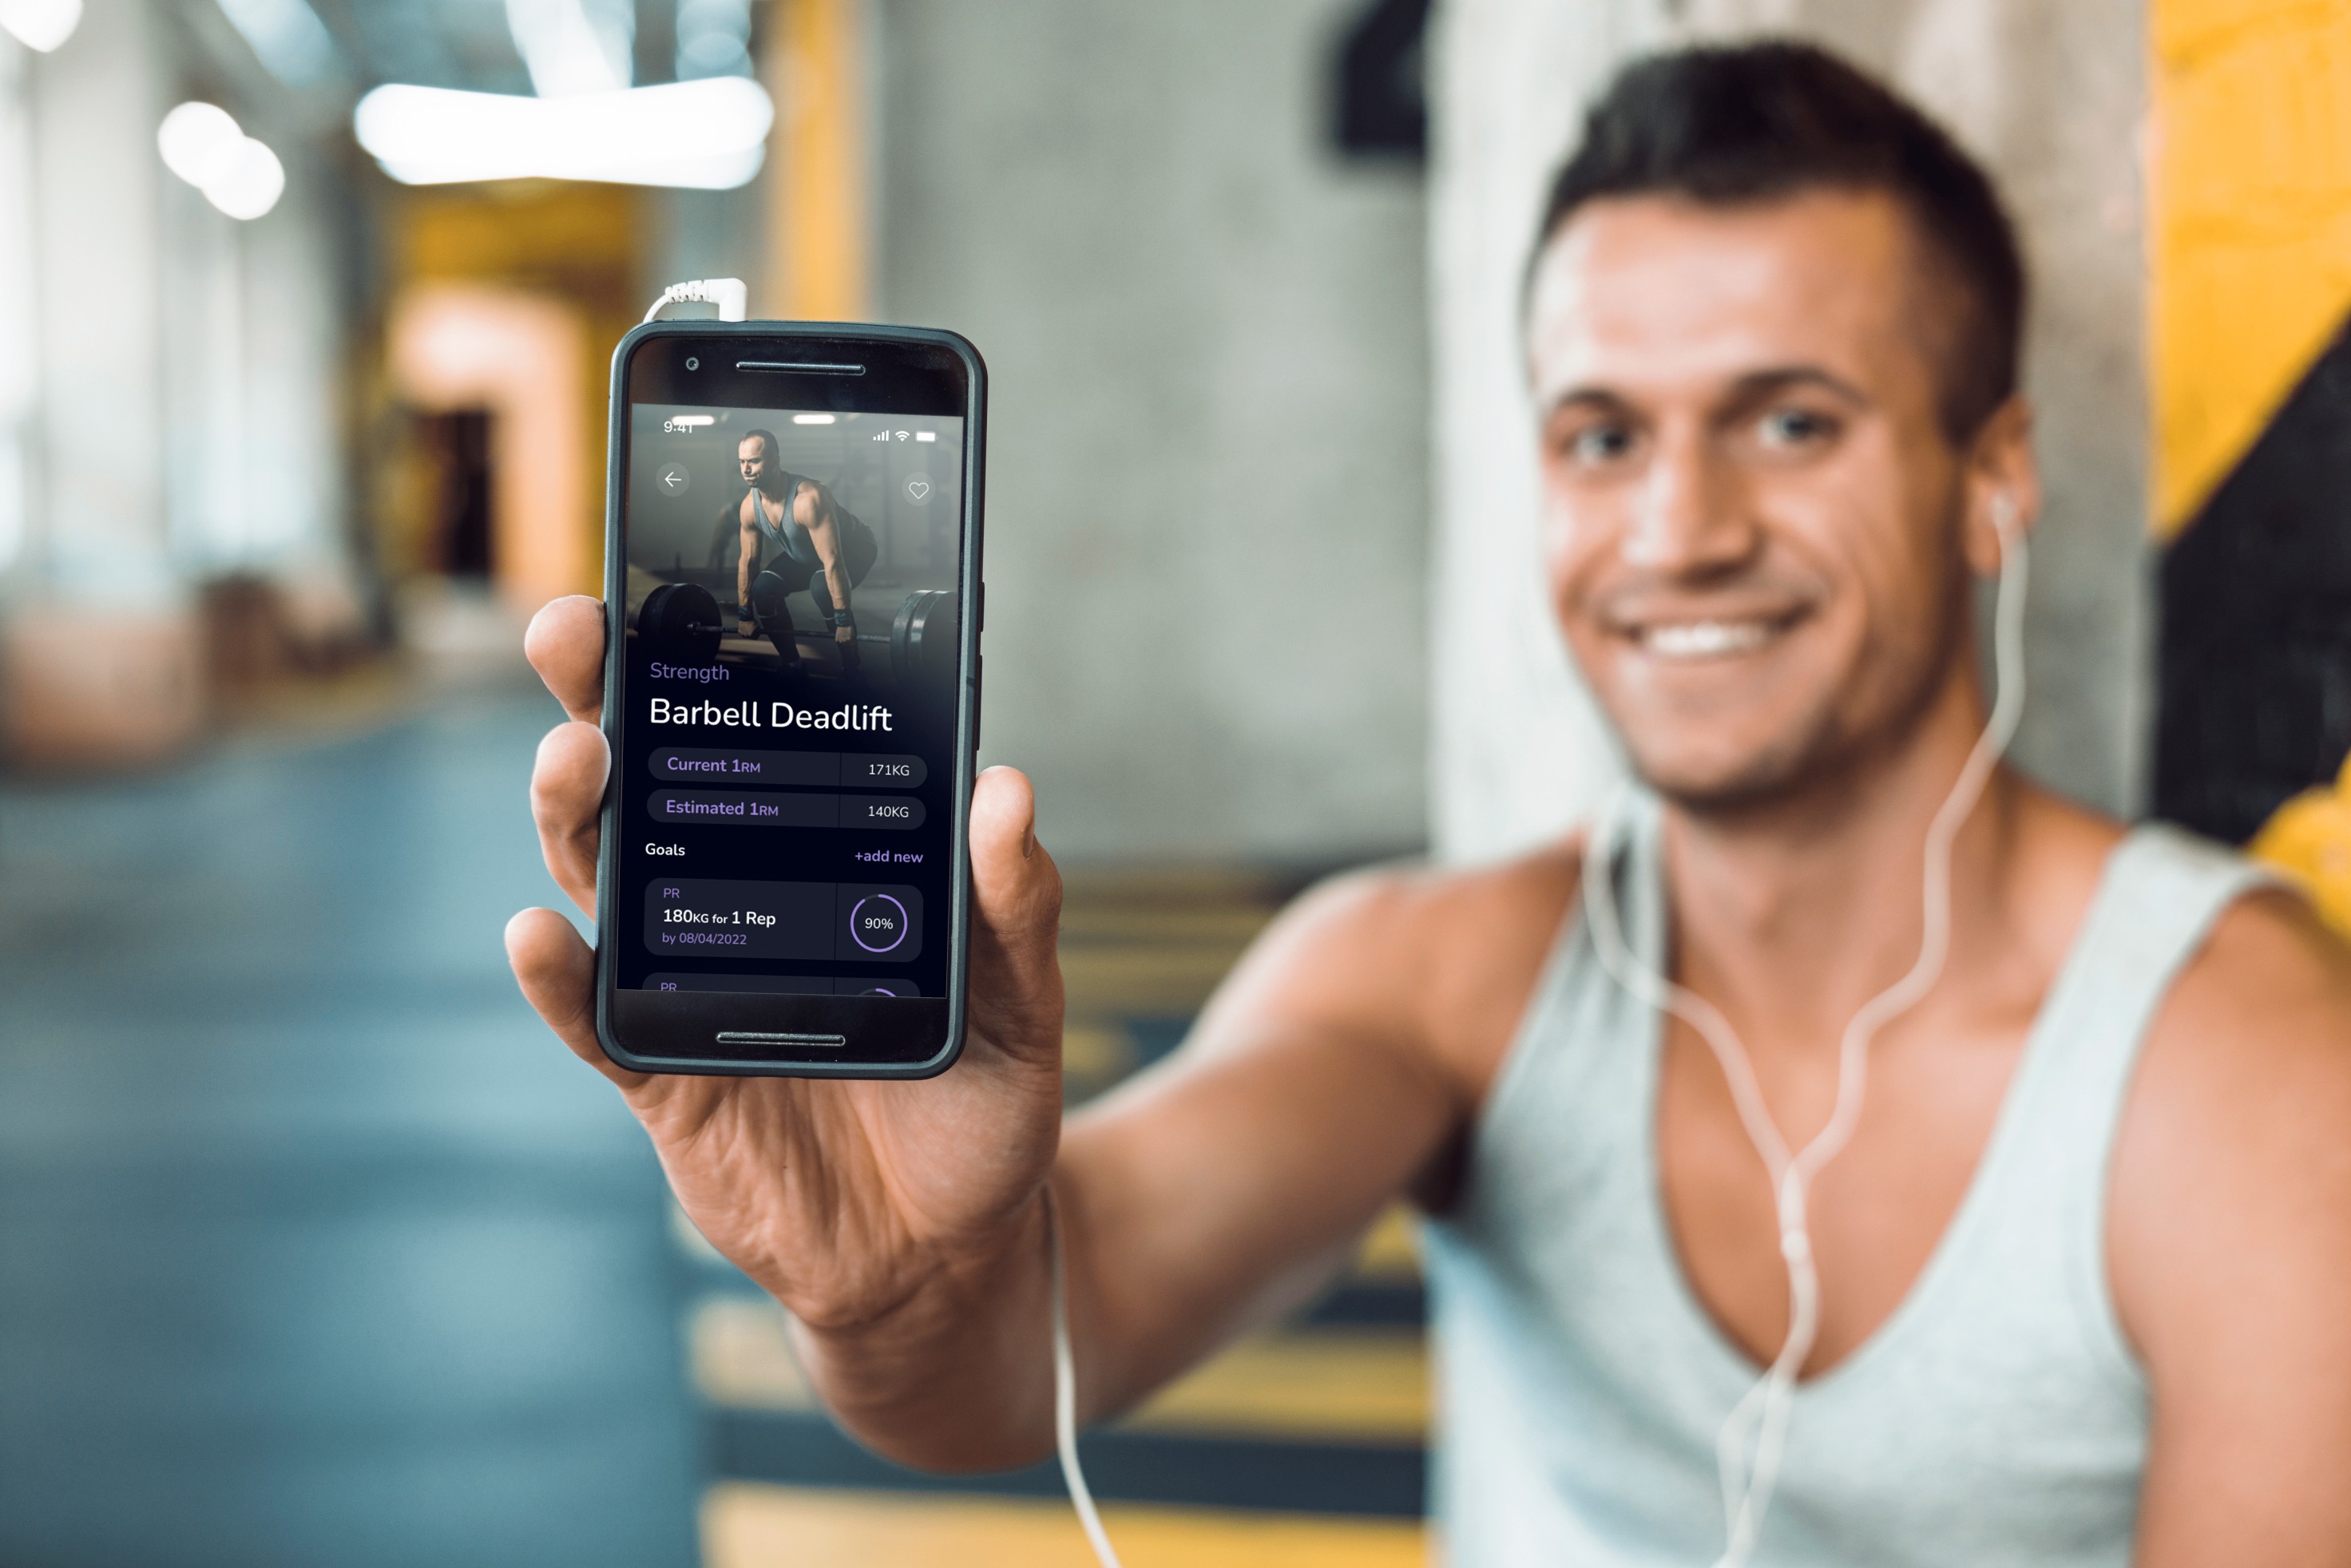 9:41
Strength
Barbell Deadlift
Current 1RM 171KG
Estimated 1RM 140KG
Goals +add new
PR
180KG for 1 Rep 90%
by 08/04/2022
PR